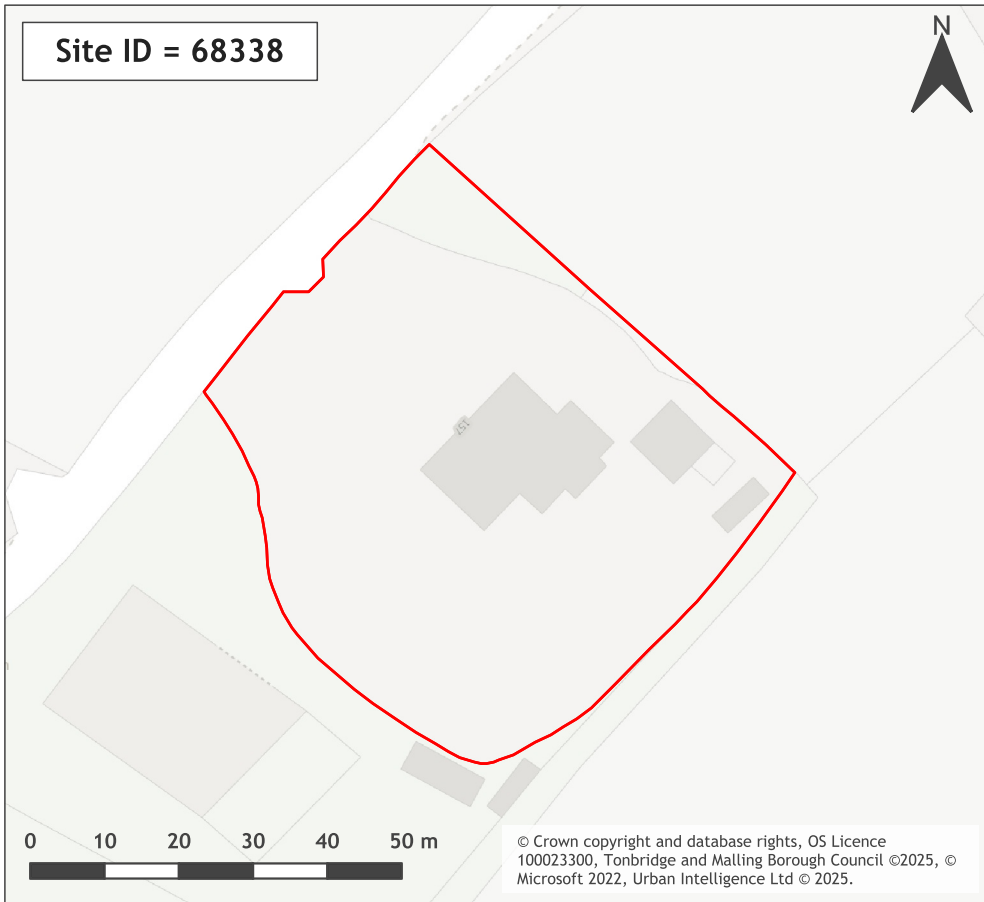 Site ID = 68338
N
157
0 10 20 30 40 50 m
© Crown copyright and database rights, OS Licence
100023300, Tonbridge and Malling Borough Council ©2025, ©
Microsoft 2022, Urban Intelligence Ltd © 2025.